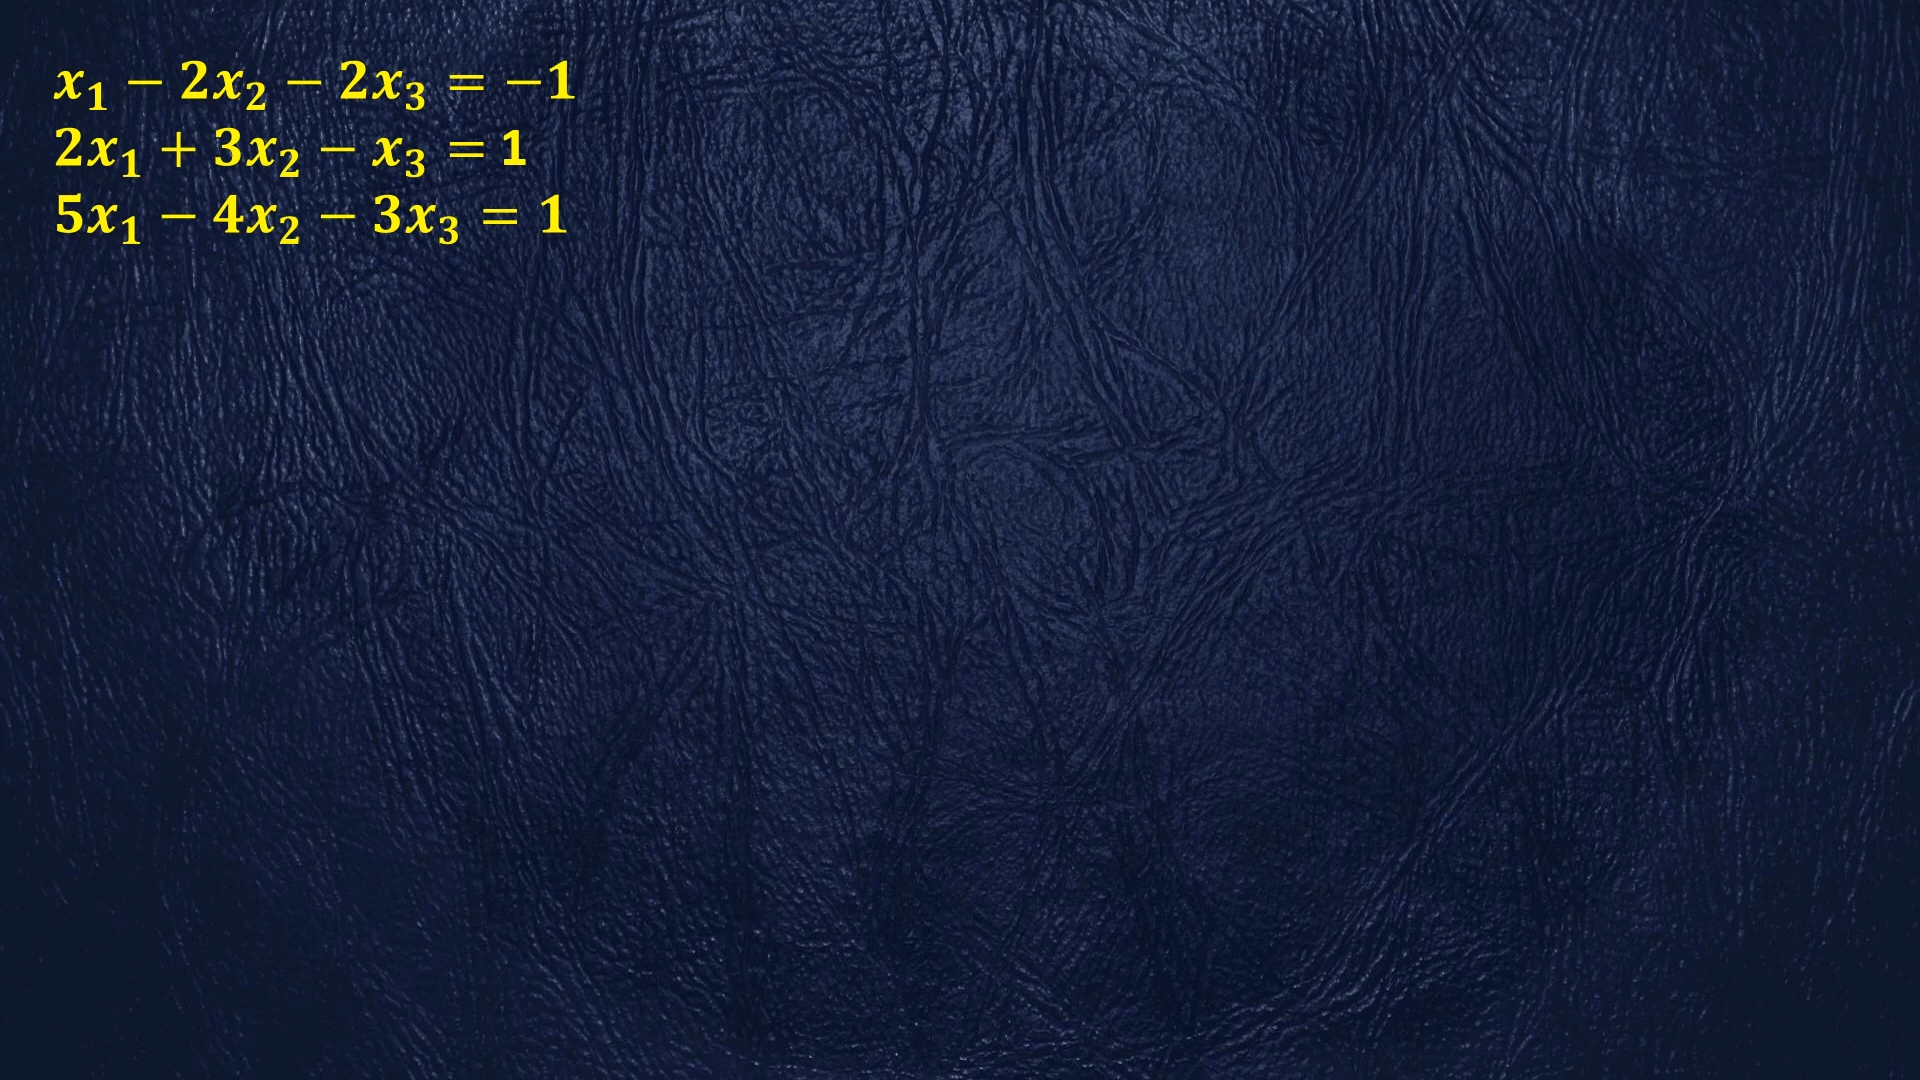 x₁ − 2x₂ − 2x₃ = −1
2x₁ + 3x₂ − x₃ = 1
5x₁ − 4x₂ − 3x₃ = 1